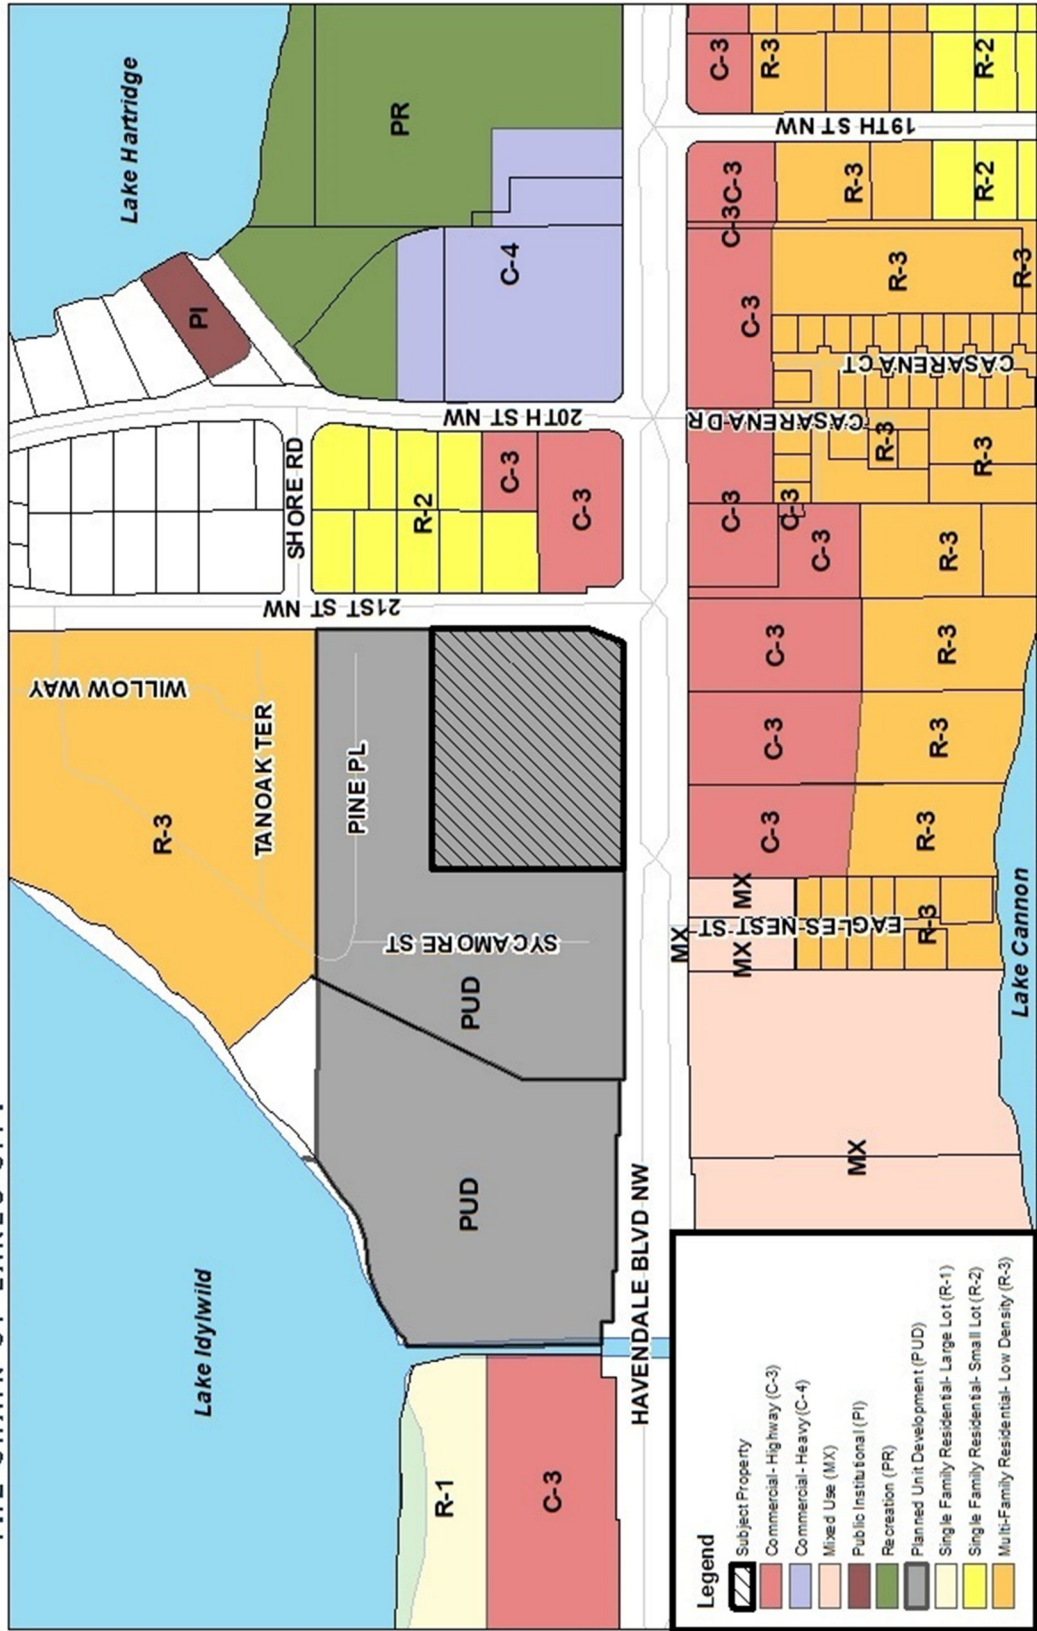 Lake Idylwild
Lake Hartridge
WILLOW WAY
R-3
PI
TANOAK TER
SHORE RD
21ST ST NW
PINE PL
PR
R-1
PUD
PUD
SYCAMORE ST
R-2
20TH ST NW
C-4
C-3
C-3
C-3
HAVENDALE BLVD NW
MX
MX
MX
EAGLES NEST ST
R-3
MX
C-3
C-3
C-3
C-3
C-3
C-3
CASARENA DR
C-3
C-3
C-3
C-3
19TH ST NW
R-3
R-3
R-3
R-3
R-3
R-3
R-3
CASARENA CT
R-3
R-3
R-3
R-3
R-2
R-2
Lake Cannon
Legend
Subject Property
Commercial- Highway (C-3)
Commercial- Heavy (C-4)
Mixed Use (MX)
Public Institutional (PI)
Recreation (PR)
Planned Unit Development (PUD)
Single Family Residential- Large Lot (R-1)
Single Family Residential- Small Lot (R-2)
Multi-Family Residential- Low Density (R-3)